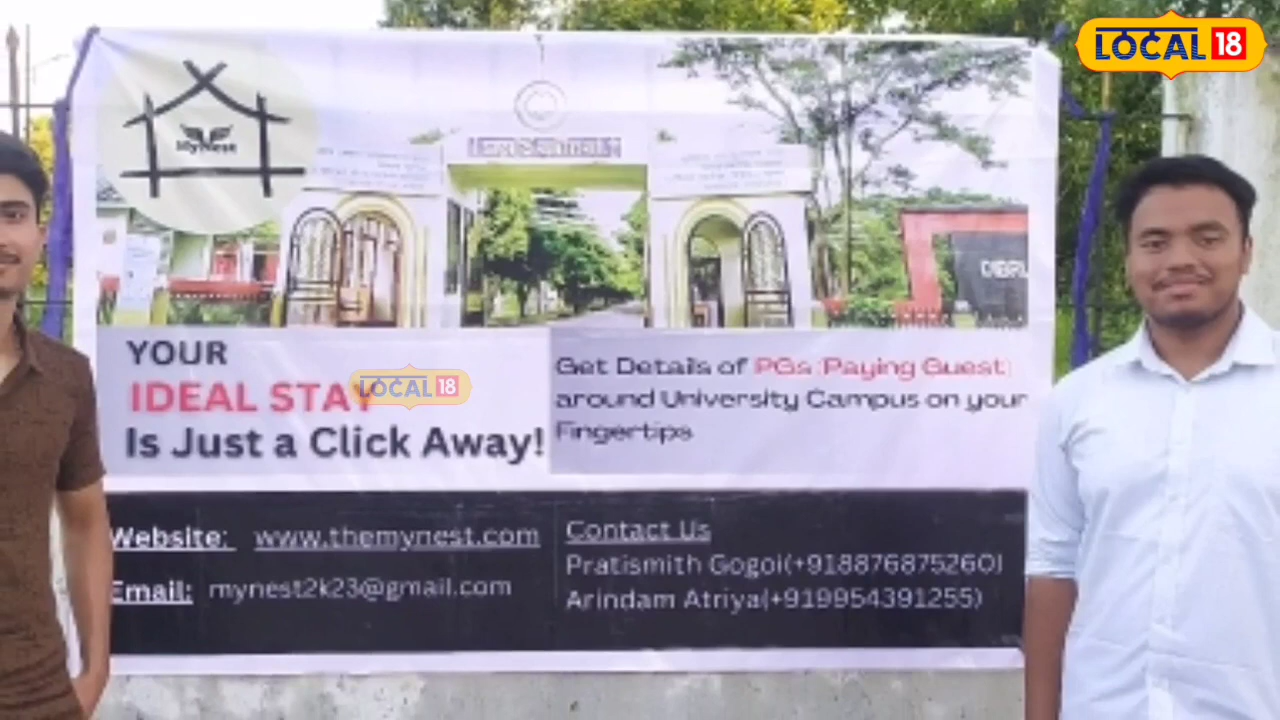 LOCAL 18
MyNest
DIBRU
YOUR
IDEAL STAY
LOCAL 18
Is Just a Click Away!
Get Details of PGs (Paying Guest)
around University Campus on your
Fingertips
Website: www.themynest.com
Email: mynest2k23@gmail.com
Contact Us
Pratismith Gogoi(+918876875260)
Arindam Atriya(+919954391255)